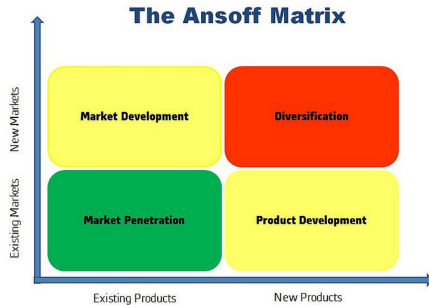 The Ansoff Matrix
New Markets
Market Development
Diversification
Existing Markets
Market Penetration
Product Development
Existing Products
New Products